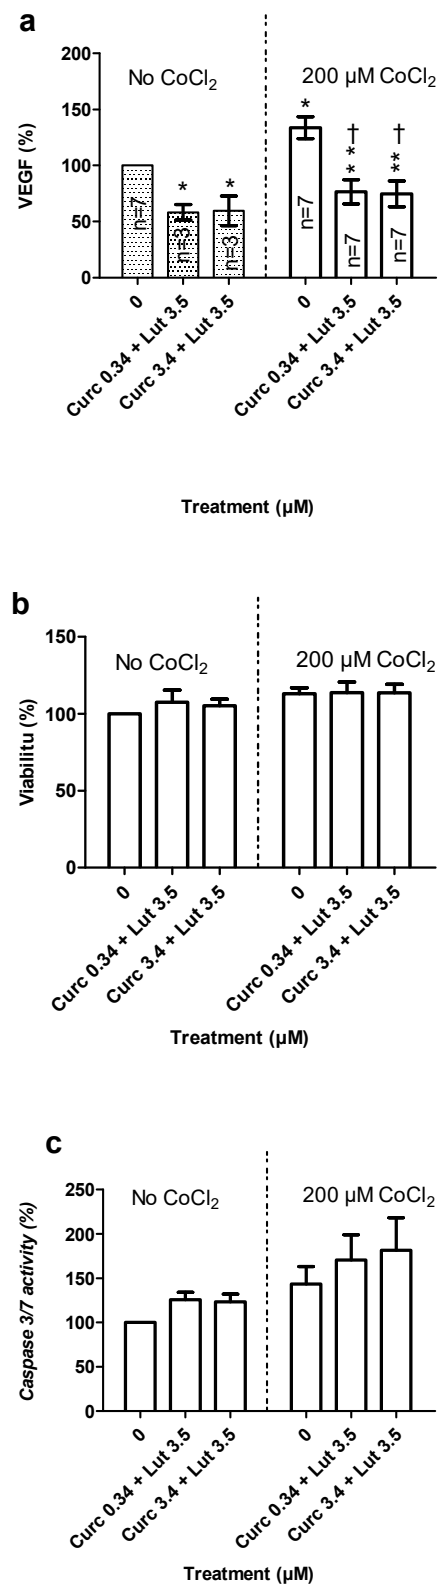 a
No CoCl₂
200 µM CoCl₂
VEGF (%)
200
150
100
50
0
*
*
*
**†
**†
n=7
n=3
n=3
n=7
n=7
n=7
0
Curc 0.34 + Lut 3.5
Curc 3.4 + Lut 3.5
0
Curc 0.34 + Lut 3.5
Curc 3.4 + Lut 3.5
Treatment (µM)
b
No CoCl₂
200 µM CoCl₂
Viabilitu (%)
150
100
50
0
0
Curc 0.34 + Lut 3.5
Curc 3.4 + Lut 3.5
0
Curc 0.34 + Lut 3.5
Curc 3.4 + Lut 3.5
Treatment (µM)
c
No CoCl₂
200 µM CoCl₂
Caspase 3/7 activity (%)
250
200
150
100
50
0
0
Curc 0.34 + Lut 3.5
Curc 3.4 + Lut 3.5
0
Curc 0.34 + Lut 3.5
Curc 3.4 + Lut 3.5
Treatment (µM)